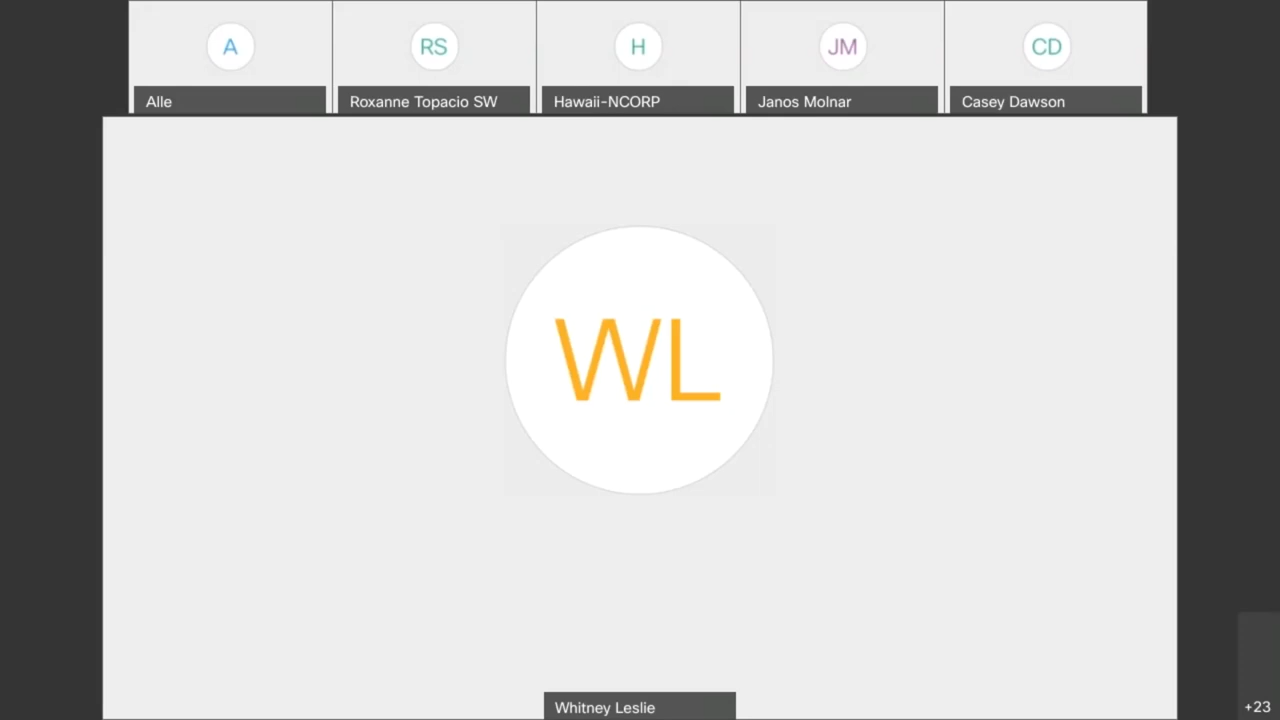 A
RS
H
JM
CD
Alle
Roxanne Topacio SW
Hawaii-NCORP
Janos Molnar
Casey Dawson
WL
Whitney Leslie
+23